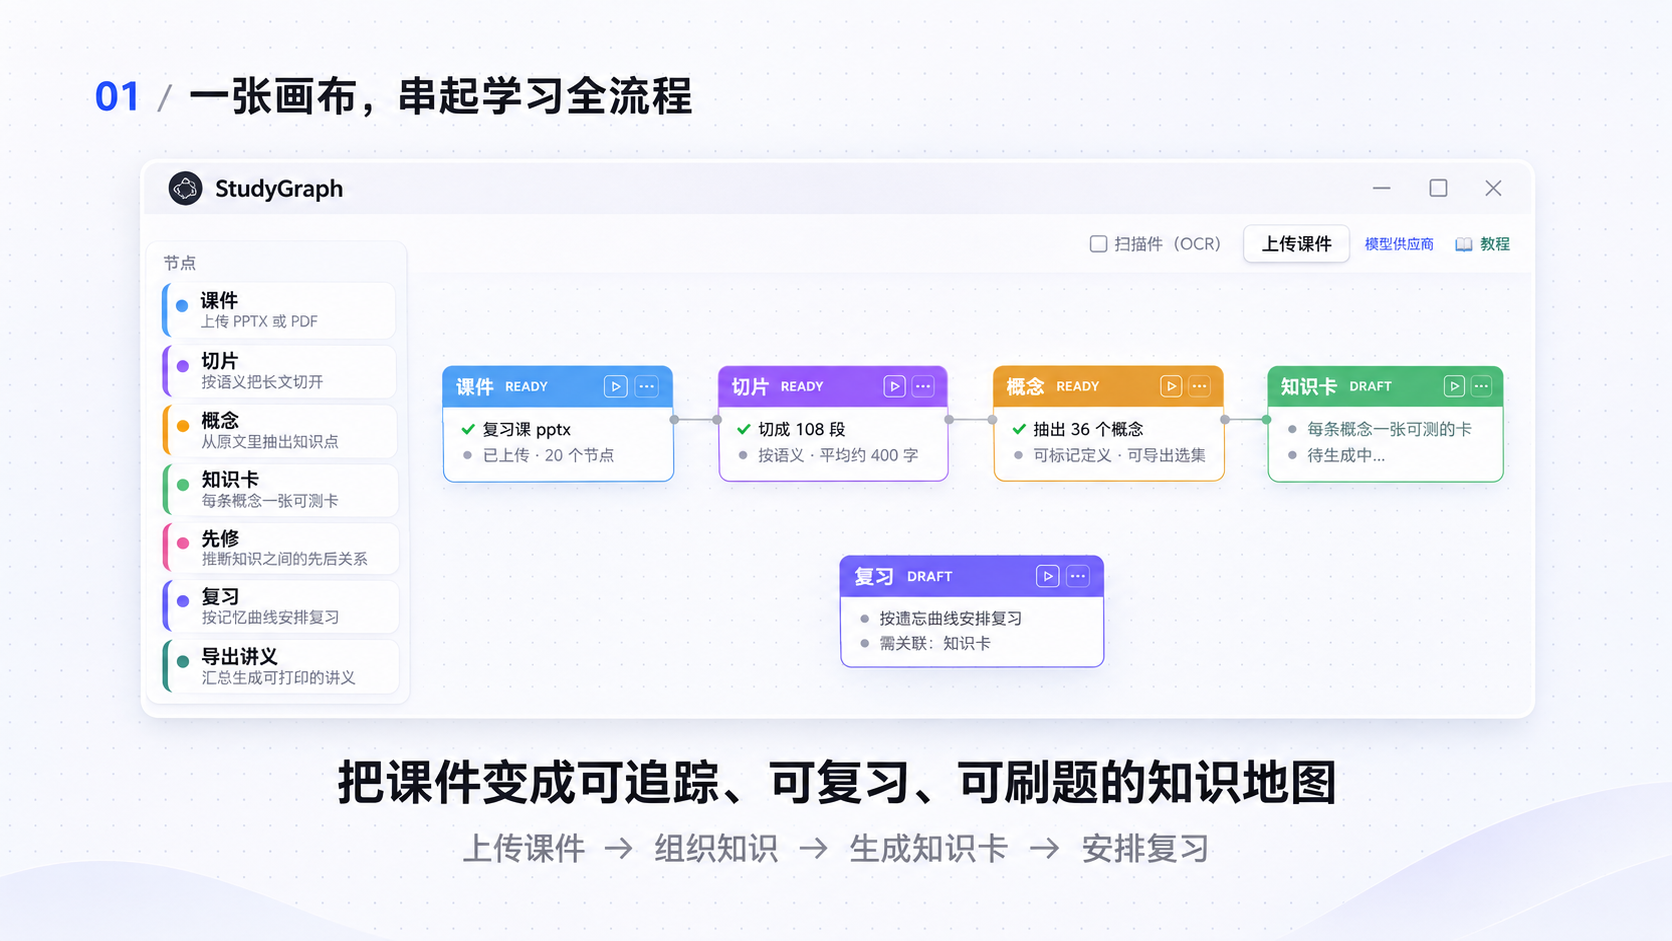 01 / 一张画布，串起学习全流程
StudyGraph
扫描件（OCR） 上传课件 模型供应商 教程
节点
课件
上传 PPTX 或 PDF
切片
按语义把长文切开
概念
从原文里抽出知识点
知识卡
每条概念一张可测卡
先修
推断知识之间的先后关系
复习
按记忆曲线安排复习
导出讲义
汇总生成可打印的讲义
课件 READY
复习课 pptx
已上传 · 20 个节点
切片 READY
切成 108 段
按语义 · 平均约 400 字
概念 READY
抽出 36 个概念
可标记定义 · 可导出选集
知识卡 DRAFT
每条概念一张可测的卡
待生成中...
复习 DRAFT
按遗忘曲线安排复习
需关联：知识卡
把课件变成可追踪、可复习、可刷题的知识地图
上传课件 → 组织知识 → 生成知识卡 → 安排复习